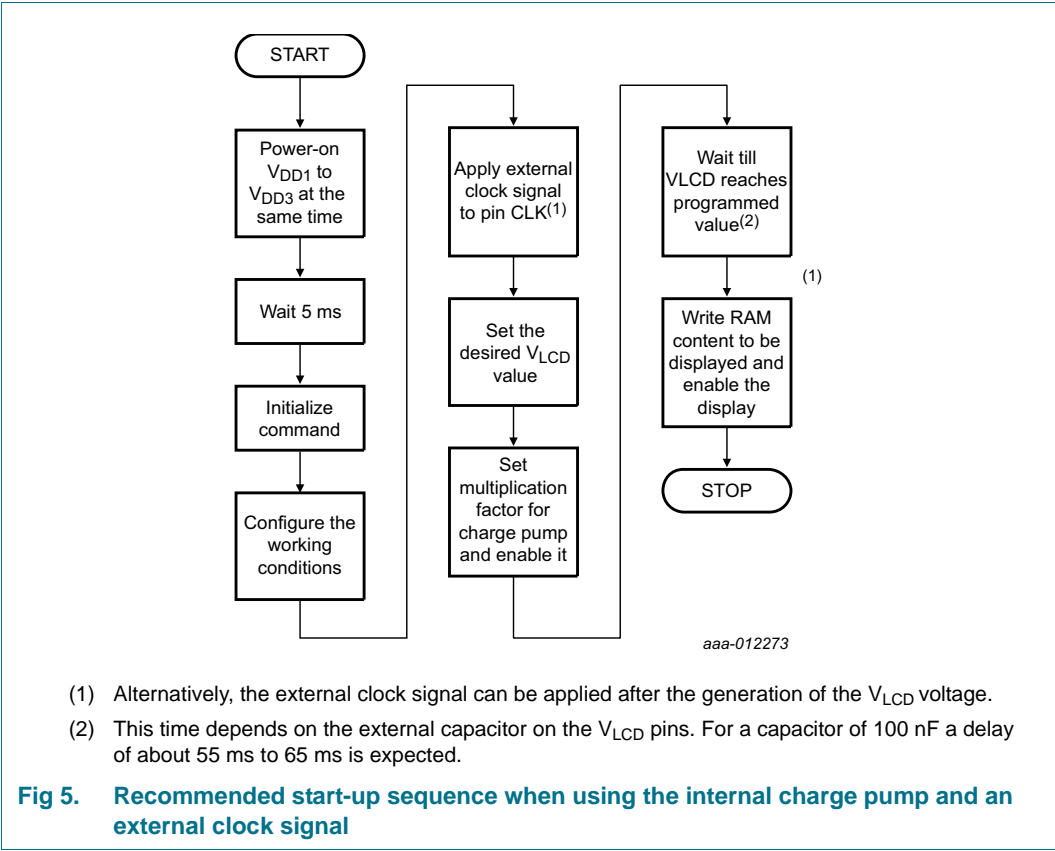 START
Power-on
VDD1 to
VDD3 at the
same time
Wait 5 ms
Initialize
command
Configure the
working
conditions
Apply external
clock signal
to pin CLK(1)
Set the
desired VLCD
value
Set
multiplication
factor for
charge pump
and enable it
Wait till
VLCD reaches
programmed
value(2)
(1)
Write RAM
content to be
displayed and
enable the
display
STOP
aaa-012273
(1) Alternatively, the external clock signal can be applied after the generation of the VLCD voltage.
(2) This time depends on the external capacitor on the VLCD pins. For a capacitor of 100 nF a delay
of about 55 ms to 65 ms is expected.
Fig 5. Recommended start-up sequence when using the internal charge pump and an
external clock signal